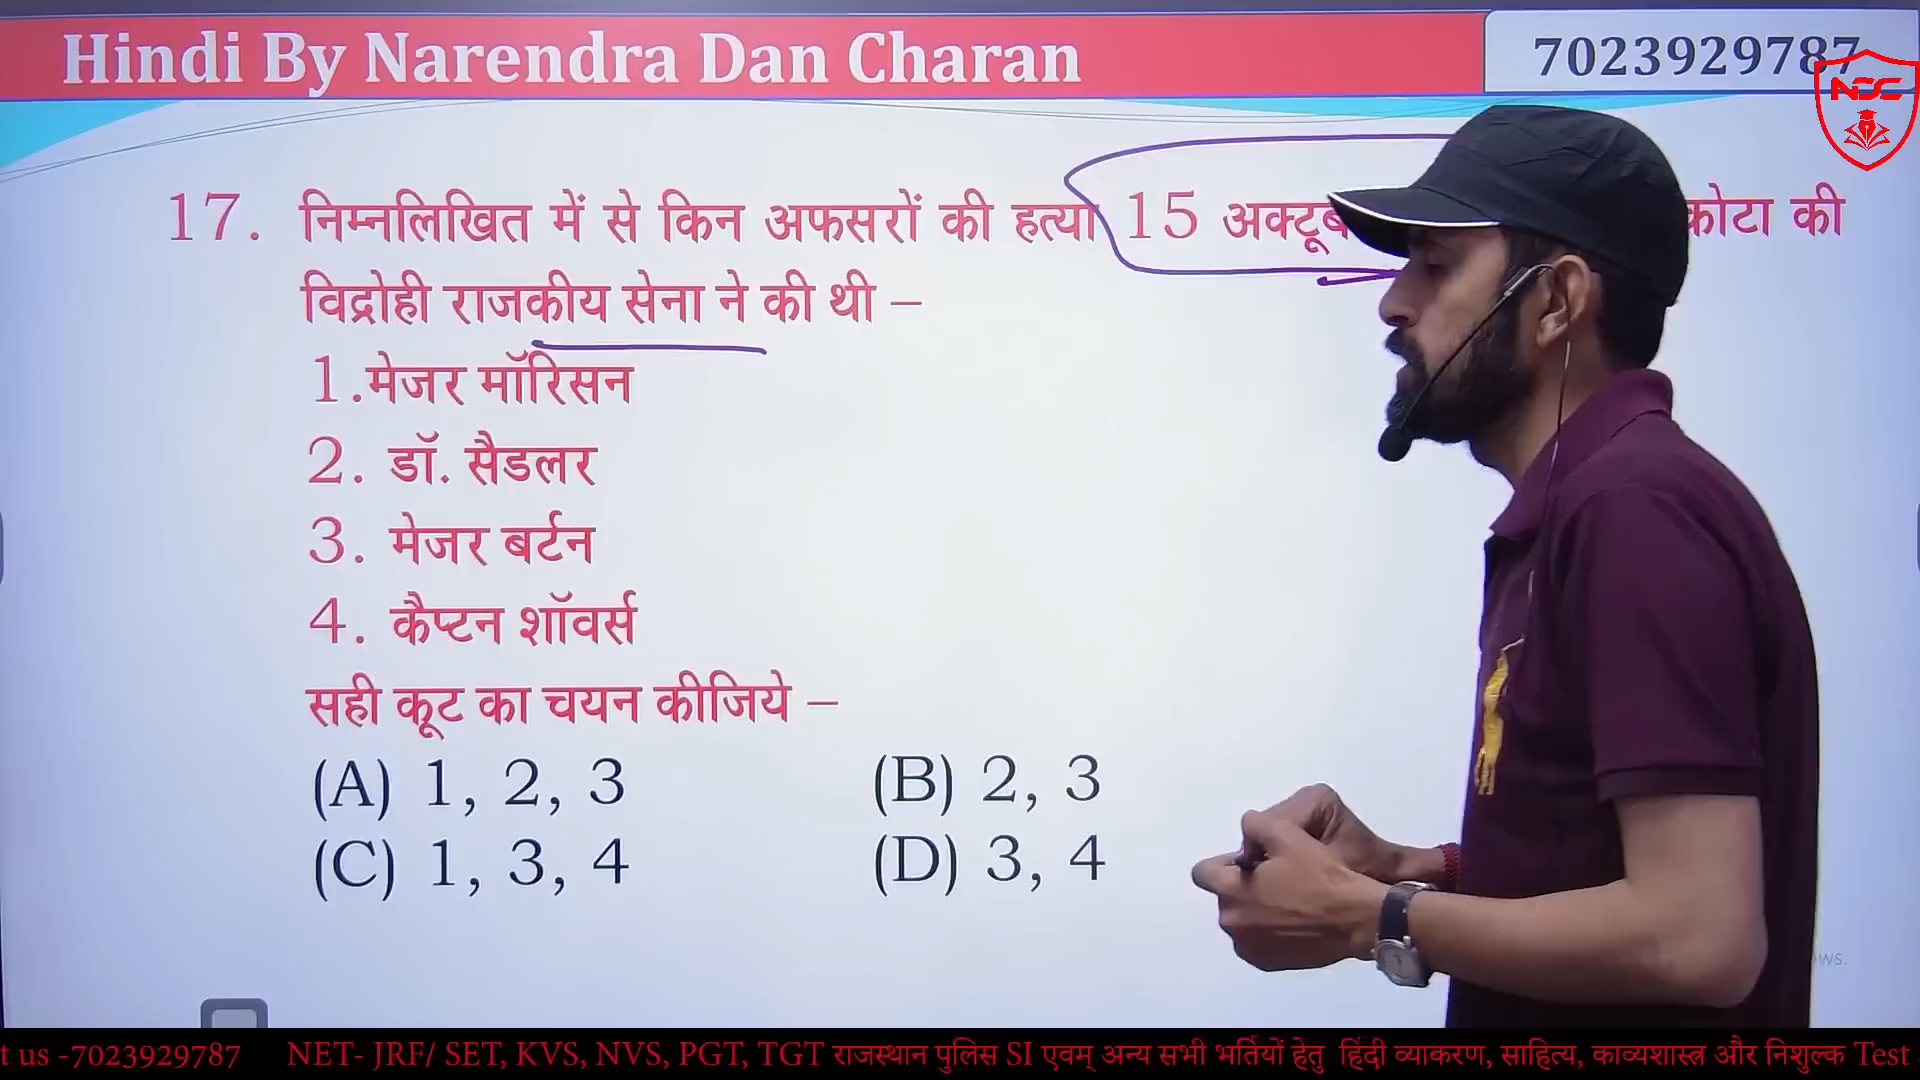 Hindi By Narendra Dan Charan
7023929787
NDC
17. निम्नलिखित में से किन अफसरों की हत्या 15 कोटा की
विद्रोही राजकीय सेना ने की थी –
1.मेजर मॉरिसन
2. डॉ. सैडलर
3. मेजर बर्टन
4. कैप्टन शॉवर्स
सही कूट का चयन कीजिये –
(A) 1, 2, 3
(B) 2, 3
(C) 1, 3, 4
(D) 3, 4
t us -7023929787 NET- JRF/ SET, KVS, NVS, PGT, TGT राजस्थान पुलिस SI एवम् अन्य सभी भर्तियों हेतु हिंदी व्याकरण, साहित्य, काव्यशास्त्र और निशुल्क Test